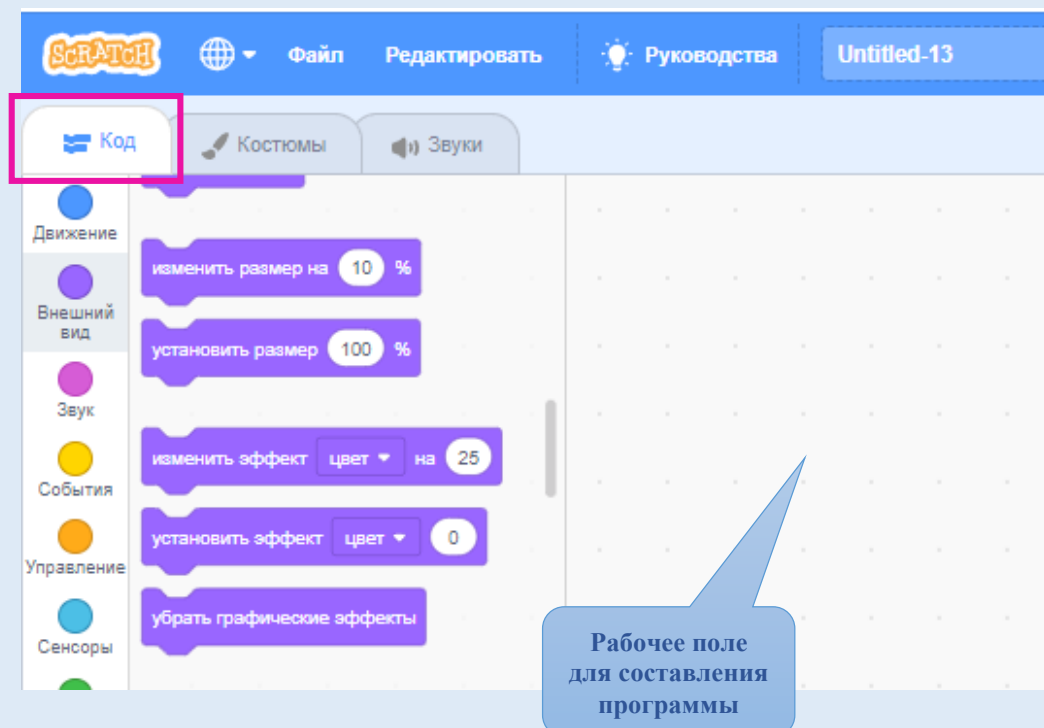 SCRATCH Файл Редактировать Руководства Untitled-13
Код Костюмы Звуки
Движение
Внешний
вид
Звук
События
Управление
Сенсоры
изменить размер на 10 %
установить размер 100 %
изменить эффект цвет на 25
установить эффект цвет 0
убрать графические эффекты
Рабочее поле
для составления
программы